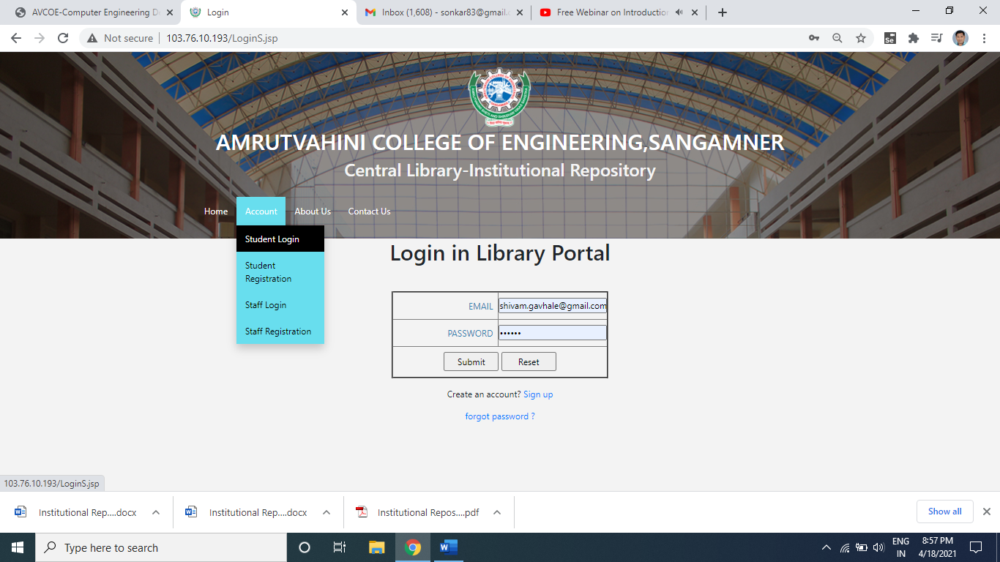 AVCOE-Computer Engineering D
Login
Inbox (1,608) - sonkar83@gmail.
Free Webinar on Introduction
Not secure
103.76.10.193/LoginS.jsp
Se
AMRUTVAHINI COLLEGE OF ENGINEERING,SANGAMNER
Central Library-Institutional Repository
Home
Account
About Us
Contact Us
Student Login
Student
Registration
Staff Login
Staff Registration
Login in Library Portal
EMAIL
shivam.gavhale@gmail.com
PASSWORD
••••••
Submit
Reset
Create an account? Sign up
forgot password ?
103.76.10.193/LoginS.jsp
Institutional Rep....docx
Institutional Rep....docx
Institutional Repos....pdf
Show all
Type here to search
ENG
IN
8:57 PM
4/18/2021